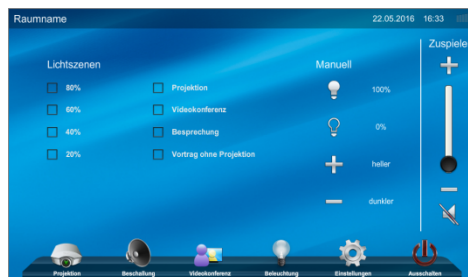 Raumname
22.05.2016 16:33
Zuspiele
Lichtszenen
Manuell
80%
Projektion
100%
60%
Videokonferenz
0%
40%
Besprechung
20%
Vortrag ohne Projektion
heller
dunkler
Projektion
Beschallung
Videokonferenz
Beleuchtung
Einstellungen
Ausschalten